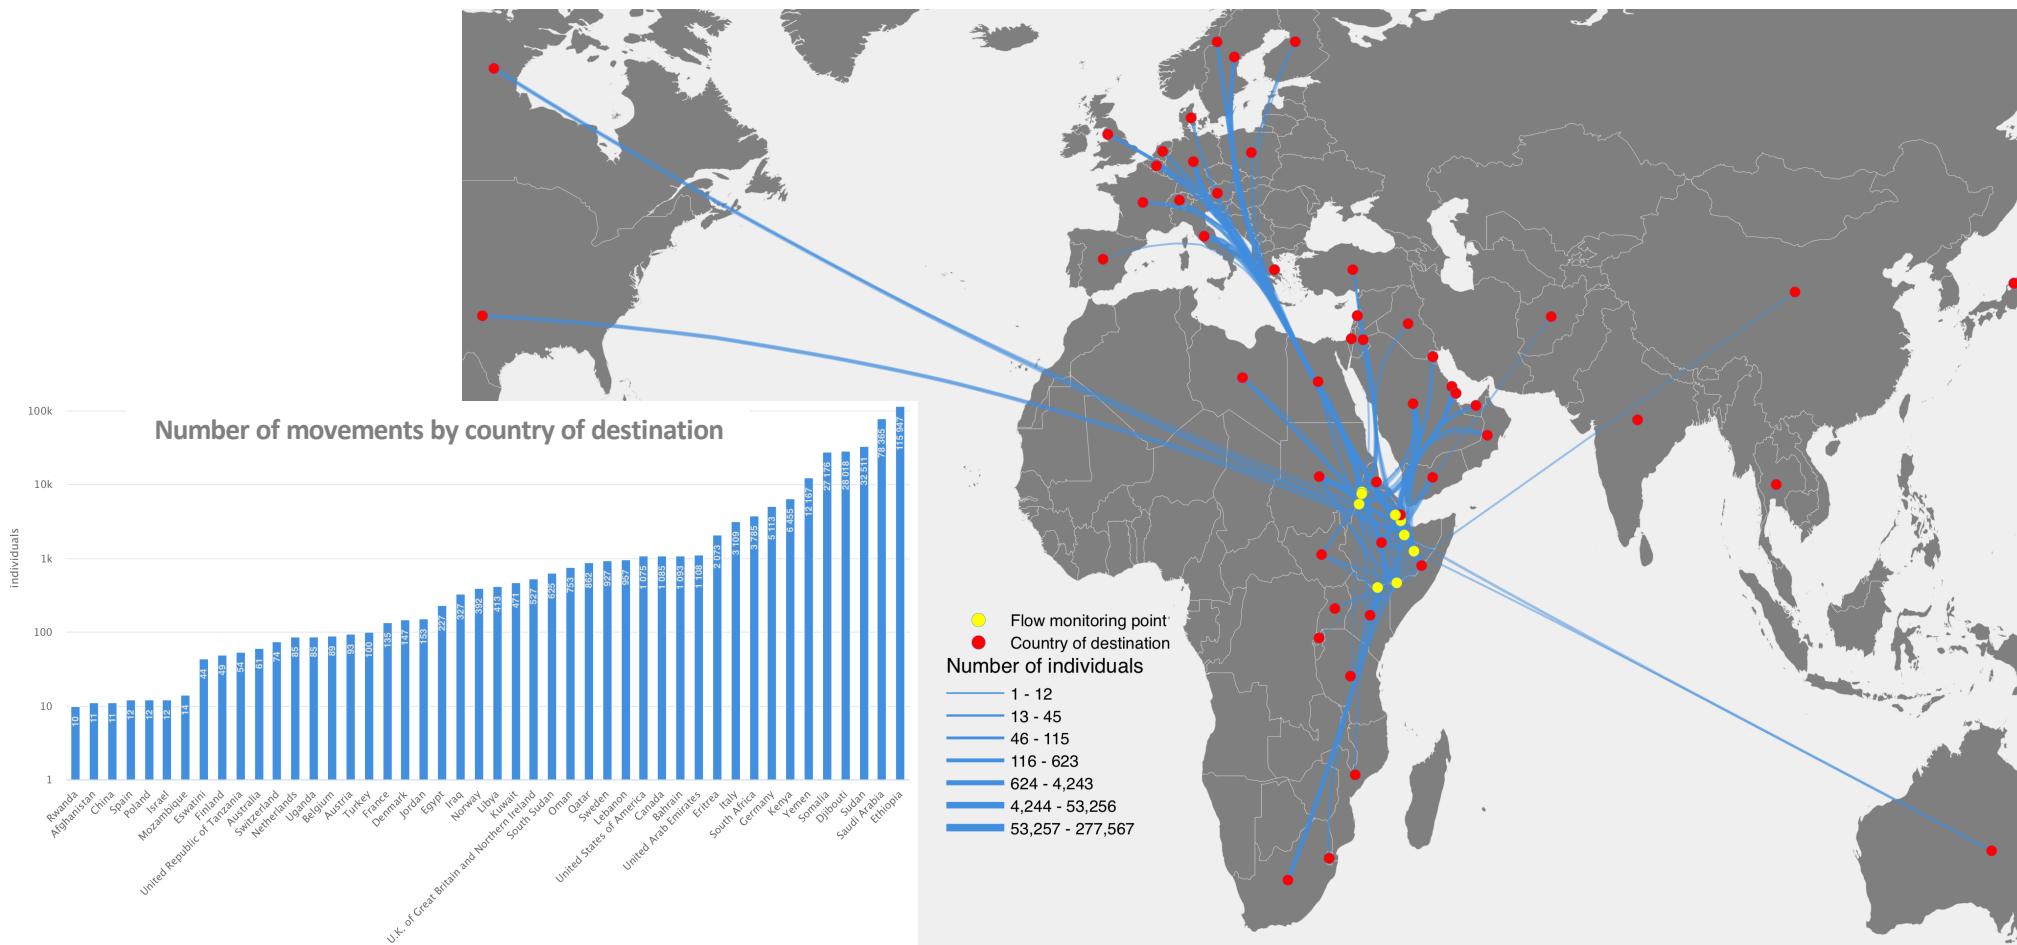 Number of movements by country of destination
individuals
100k
10k
1k
100
10
1
10
11
11
12
12
12
14
44
49
54
61
74
85
85
89
93
100
135
147
153
227
327
392
413
471
527
625
753
862
927
957
1 075
1 085
1 093
1 108
2 073
3 109
3 785
5 113
6 455
12 167
27 176
28 018
32 511
78 365
115 947
Rwanda
Afghanistan
China
Spain
Poland
Israel
Mozambique
Eswatini
Finland
United Republic of Tanzania
Australia
Switzerland
Netherlands
Uganda
Belgium
Austria
Turkey
France
Denmark
Jordan
Egypt
Iraq
Norway
Libya
Kuwait
U.K. of Great Britain and Northern Ireland
South Sudan
Oman
Qatar
Sweden
Lebanon
United States of America
Canada
Bahrain
United Arab Emirates
Eritrea
Italy
South Africa
Germany
Kenya
Yemen
Somalia
Djibouti
Sudan
Saudi Arabia
Ethiopia
Flow monitoring point
Country of destination
Number of individuals
1 - 12
13 - 45
46 - 115
116 - 623
624 - 4,243
4,244 - 53,256
53,257 - 277,567